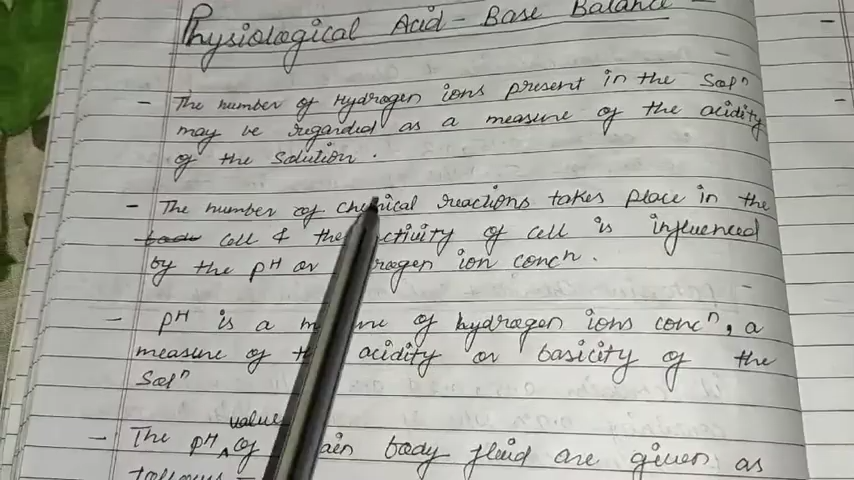 Physiological Acid - Base Balance
- The number of Hydrogen ions present in the Solⁿ
may be regarded as a measure of the acidity
of the solution.
- The number of chemical reactions takes place in the
cell & the activity of cell is influenced
by the pH or ion concn.
- pH is a of hydrogen ions concⁿ, a
measure of the acidity or basicity of the
Solⁿ
- The pH value of body fluid are given as
follows -